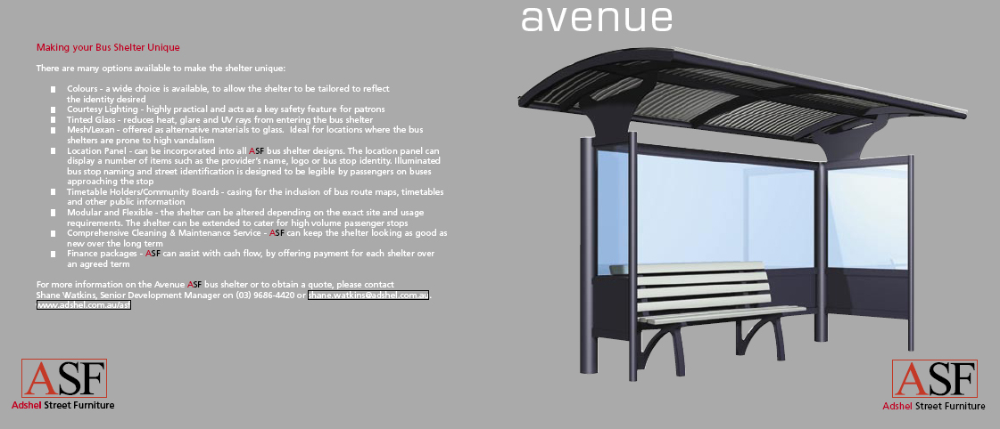 avenue
Making your Bus Shelter Unique
There are many options available to make the shelter unique:
Colours - a wide choice is available, to allow the shelter to be tailored to reflect
the identity desired
Courtesy Lighting - highly practical and acts as a key safety feature for patrons
Tinted Glass - reduces heat, glare and UV rays from entering the bus shelter
Mesh/Lexan - offered as alternative materials to glass. Ideal for locations where the bus
shelters are prone to high vandalism
Location Panel - can be incorporated into all ASF bus shelter designs. The location panel can
display a number of items such as the provider's name, logo or bus stop identity. Illuminated
bus stop naming and street identification is designed to be legible by passengers on buses
approaching the stop
Timetable Holders/Community Boards - casing for the inclusion of bus route maps, timetables
and other public information
Modular and Flexible - the shelter can be altered depending on the exact site and usage
requirements. The shelter can be extended to cater for high volume passenger stops
Comprehensive Cleaning & Maintenance Service - ASF can keep the shelter looking as good as
new over the long term
Finance packages - ASF can assist with cash flow, by offering payment for each shelter over
an agreed term
For more information on the Avenue ASF bus shelter or to obtain a quote, please contact
Shane Watkins, Senior Development Manager on (03) 9686-4420 or shane.watkins@adshel.com.au.
www.adshel.com.au/asf
ASF
Adshel Street Furniture
ASF
Adshel Street Furniture